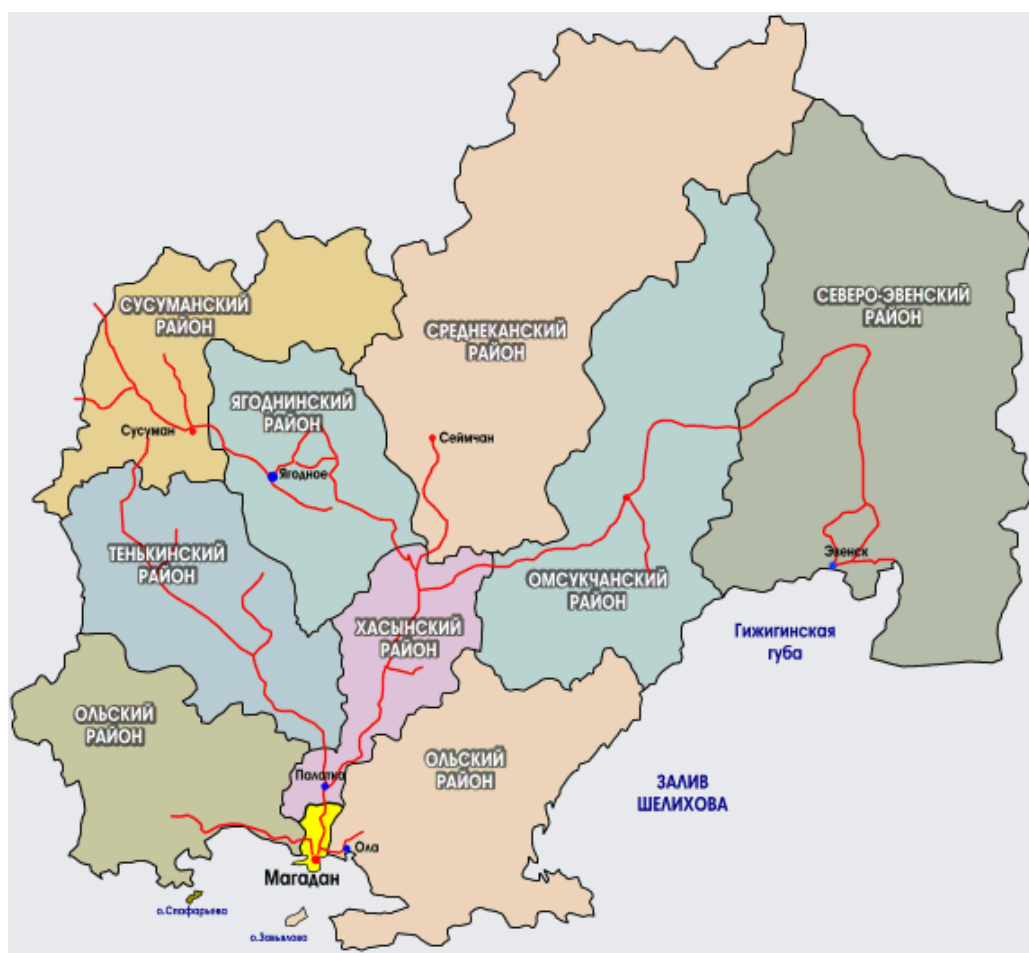 СУСУМАНСКИЙ
РАЙОН
СЕВЕРО-ЭВЕНСКИЙ
РАЙОН
СРЕДНЕКАНСКИЙ
РАЙОН
ЯГОДНИНСКИЙ
РАЙОН
Сусуман
Сеймчан
Ягодное
ТЕНЬКИНСКИЙ
РАЙОН
Эвенск
ОМСУКЧАНСКИЙ
РАЙОН
ХАСЫНСКИЙ
РАЙОН
Гижигинская
губа
ОЛЬСКИЙ
РАЙОН
ОЛЬСКИЙ
РАЙОН
Палатка
ЗАЛИВ
ШЕЛИХОВА
Ола
Магадан
о.Спафарьева
о.Завьялова